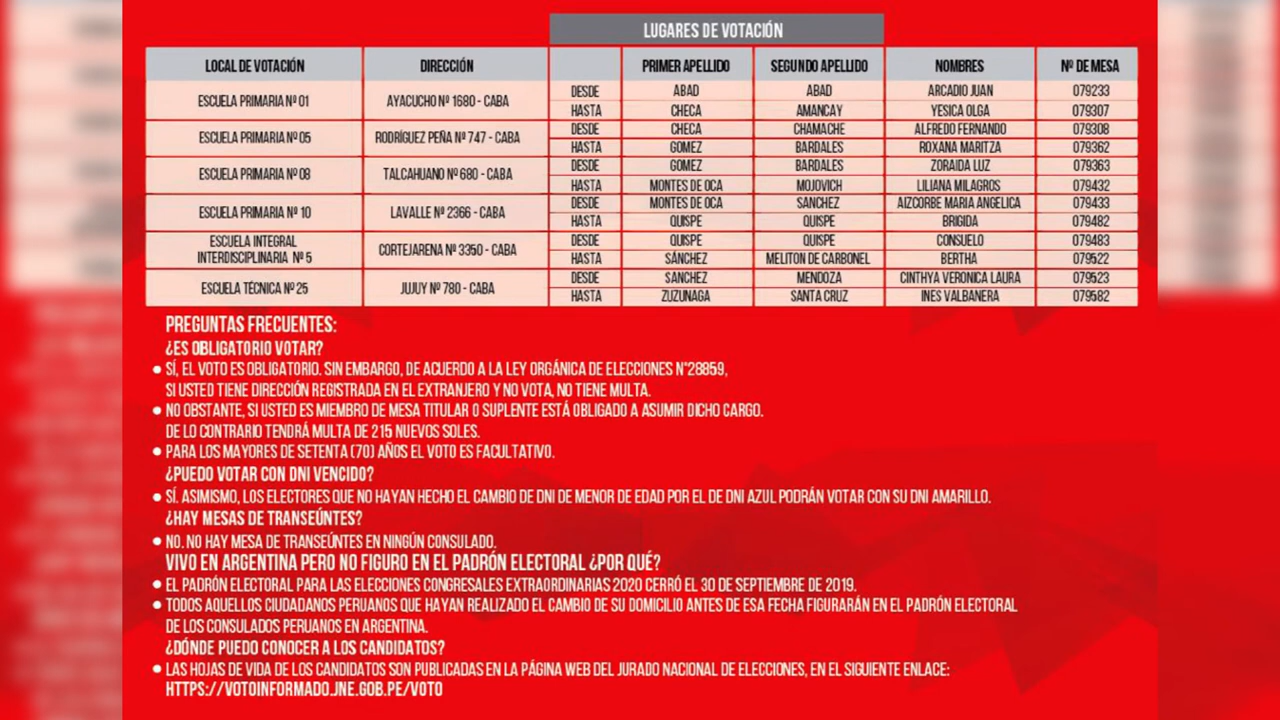 LUGARES DE VOTACIÓN
LOCAL DE VOTACIÓN DIRECCIÓN PRIMER APELLIDO SEGUNDO APELLIDO NOMBRES Nº DE MESA
ESCUELA PRIMARIA Nº 01 AYACUCHO Nº 1680 - CABA DESDE ABAD ABAD ARCADIO JUAN 079233
HASTA CHECA AMANCAY YESICA OLGA 079307
ESCUELA PRIMARIA Nº 05 RODRÍGUEZ PEÑA Nº 747 - CABA DESDE CHECA CHAMACHE ALFREDO FERNANDO 079308
HASTA GOMEZ BARDALES ROXANA MARITZA 079362
ESCUELA PRIMARIA Nº 08 TALCAHUANO Nº 680 - CABA DESDE GOMEZ BARDALES ZORAIDA LUZ 079363
HASTA MONTES DE OCA MOJOVICH LILIANA MILAGROS 079432
ESCUELA PRIMARIA Nº 10 LAVALLE Nº 2366 - CABA DESDE MONTES DE OCA SANCHEZ AIZCORBE MARIA ANGELICA 079433
HASTA QUISPE QUISPE BRIGIDA 079482
ESCUELA INTEGRAL INTERDISCIPLINARIA Nº 5 CORTEJARENA Nº 3350 - CABA DESDE QUISPE QUISPE CONSUELO 079483
HASTA SÁNCHEZ MELITON DE CARBONEL BERTHA 079522
ESCUELA TÉCNICA Nº 25 JUJUY Nº 780 - CABA DESDE SANCHEZ MENDOZA CINTHYA VERONICA LAURA 079523
HASTA ZUZUNAGA SANTA CRUZ INES VALBANERA 079582
PREGUNTAS FRECUENTES:
¿ES OBLIGATORIO VOTAR?
● SÍ, EL VOTO ES OBLIGATORIO. SIN EMBARGO, DE ACUERDO A LA LEY ORGÁNICA DE ELECCIONES N°28859,
SI USTED TIENE DIRECCIÓN REGISTRADA EN EL EXTRANJERO Y NO VOTA, NO TIENE MULTA.
● NO OBSTANTE, SI USTED ES MIEMBRO DE MESA TITULAR O SUPLENTE ESTÁ OBLIGADO A ASUMIR DICHO CARGO.
DE LO CONTRARIO TENDRÁ MULTA DE 215 NUEVOS SOLES.
● PARA LOS MAYORES DE SETENTA (70) AÑOS EL VOTO ES FACULTATIVO.
¿PUEDO VOTAR CON DNI VENCIDO?
● SÍ. ASIMISMO, LOS ELECTORES QUE NO HAYAN HECHO EL CAMBIO DE DNI DE MENOR DE EDAD POR EL DE DNI AZUL PODRÁN VOTAR CON SU DNI AMARILLO.
¿HAY MESAS DE TRANSEÚNTES?
● NO. NO HAY MESA DE TRANSEÚNTES EN NINGÚN CONSULADO.
VIVO EN ARGENTINA PERO NO FIGURO EN EL PADRÓN ELECTORAL ¿POR QUÉ?
● EL PADRÓN ELECTORAL PARA LAS ELECCIONES CONGRESALES EXTRAORDINARIAS 2020 CERRÓ EL 30 DE SEPTIEMBRE DE 2019.
● TODOS AQUELLOS CIUDADANOS PERUANOS QUE HAYAN REALIZADO EL CAMBIO DE SU DOMICILIO ANTES DE ESA FECHA FIGURARÁN EN EL PADRÓN ELECTORAL
DE LOS CONSULADOS PERUANOS EN ARGENTINA.
¿DÓNDE PUEDO CONOCER A LOS CANDIDATOS?
● LAS HOJAS DE VIDA DE LOS CANDIDATOS SON PUBLICADAS EN LA PÁGINA WEB DEL JURADO NACIONAL DE ELECCIONES, EN EL SIGUIENTE ENLACE:
HTTPS://VOTOINFORMADO.JNE.GOB.PE/VOTO